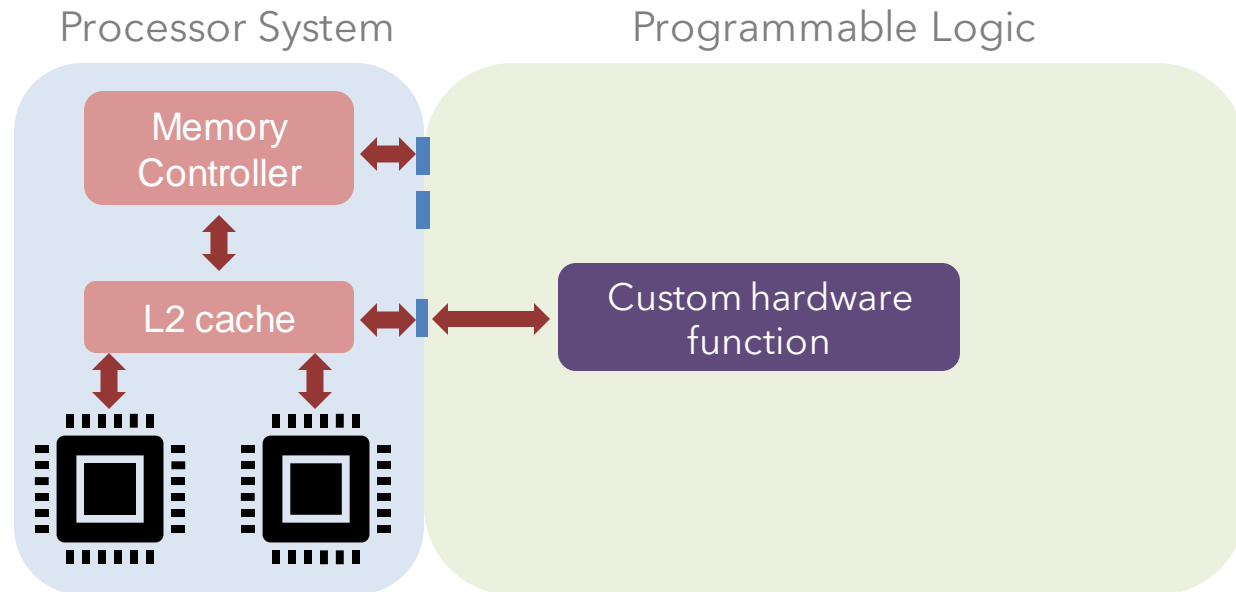 Processor System
Programmable Logic
Memory
Controller
L2 cache
Custom hardware
function